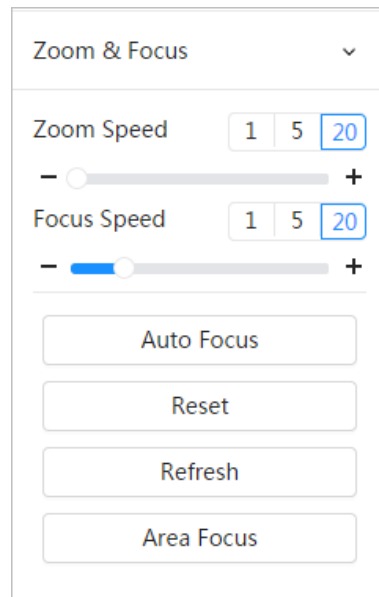 Zoom & Focus
Zoom Speed 1 5 20
− +
Focus Speed 1 5 20
− +
Auto Focus
Reset
Refresh
Area Focus